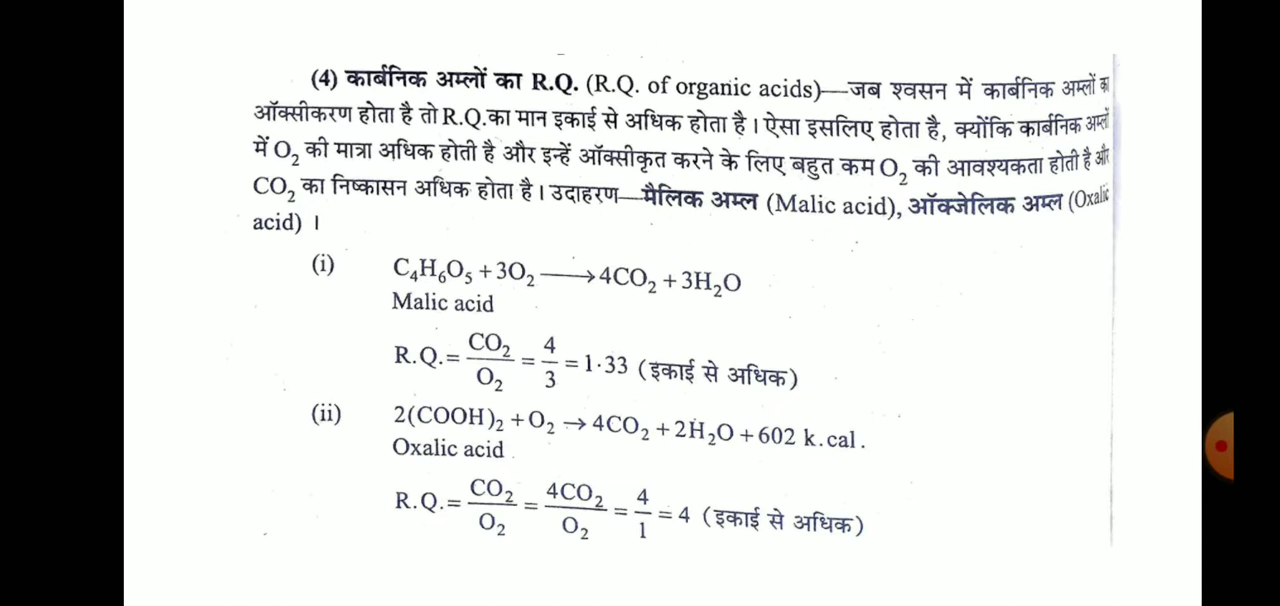 (4) कार्बनिक अम्लों का R.Q. (R.Q. of organic acids)—जब श्वसन में कार्बनिक अम्लों का
ऑक्सीकरण होता है तो R.Q.का मान इकाई से अधिक होता है। ऐसा इसलिए होता है, क्योंकि कार्बनिक अम्लों
में O₂ की मात्रा अधिक होती है और इन्हें ऑक्सीकृत करने के लिए बहुत कम O₂ की आवश्यकता होती है और
CO₂ का निष्कासन अधिक होता है। उदाहरण—मैलिक अम्ल (Malic acid), ऑक्जेलिक अम्ल (Oxalic
acid) ।
(i) C₄H₆O₅ + 3O₂ ⟶ 4CO₂ + 3H₂O
Malic acid
R.Q. = CO₂/O₂ = 4/3 = 1·33 (इकाई से अधिक)
(ii) 2(COOH)₂ + O₂ → 4CO₂ + 2H₂O + 602 k.cal.
Oxalic acid
R.Q. = CO₂/O₂ = 4CO₂/O₂ = 4/1 = 4 (इकाई से अधिक)